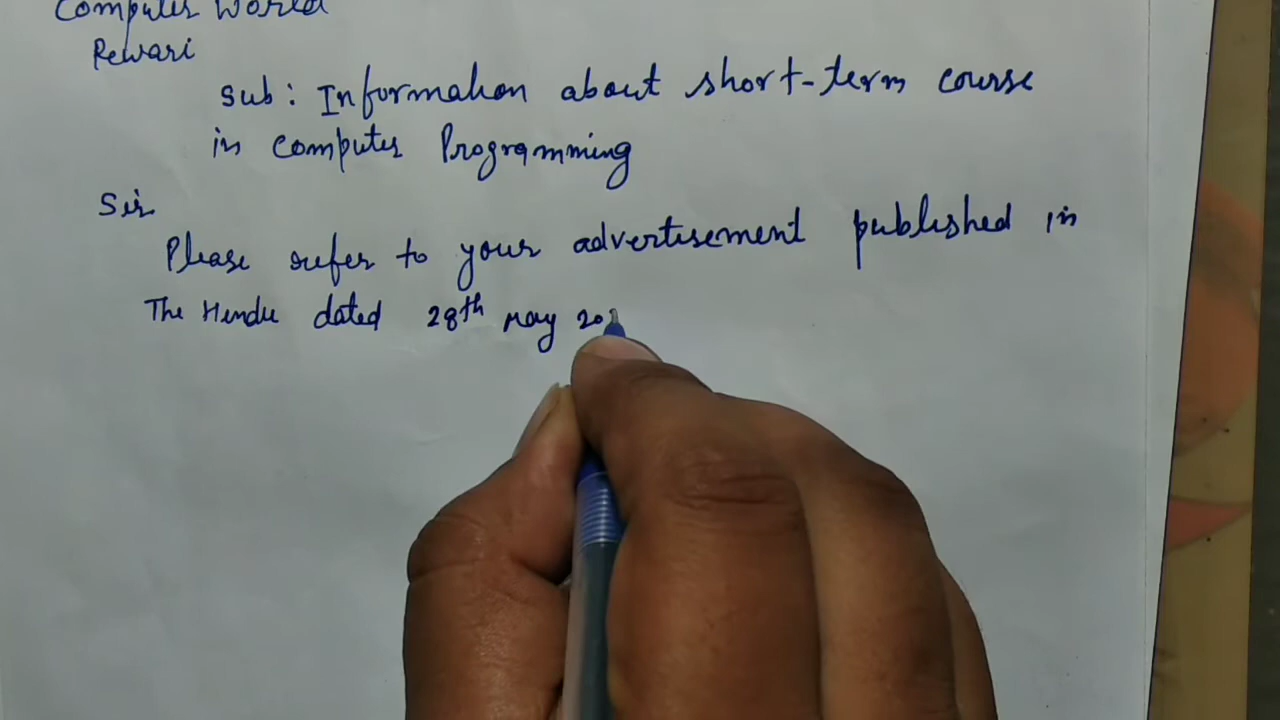 Computer World
Rewari
Sub: Information about short-term course
in computer Programming
Sir
Please refer to your advertisement published in
The Hindu dated 28th May